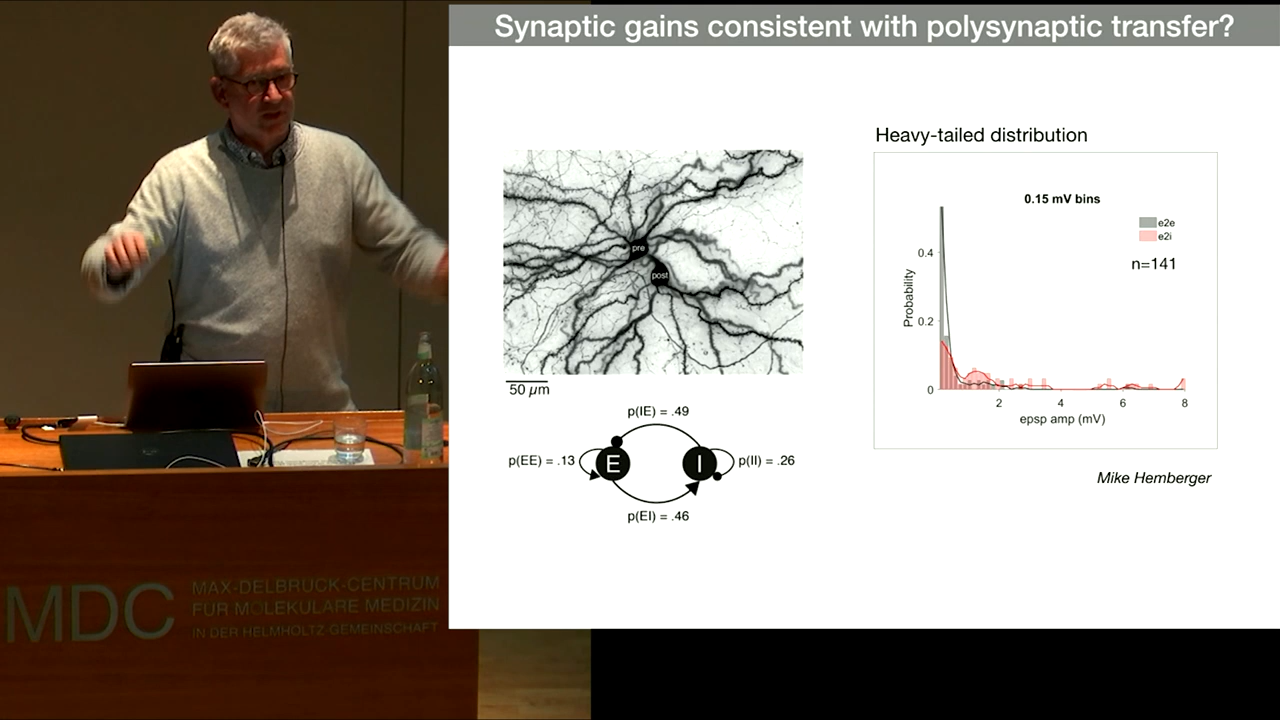 Synaptic gains consistent with polysynaptic transfer?
Heavy-tailed distribution
0.15 mV bins
e2e
e2i
n=141
Probability
0.4
0.2
0
2
4
6
8
epsp amp (mV)
Mike Hemberger
pre
post
50 µm
p(IE) = .49
p(EE) = .13
E
I
p(II) = .26
p(EI) = .46
MDC
MAX-DELBRÜCK-CENTRUM
FÜR MOLEKULARE MEDIZIN
IN DER HELMHOLTZ-GEMEINSCHAFT